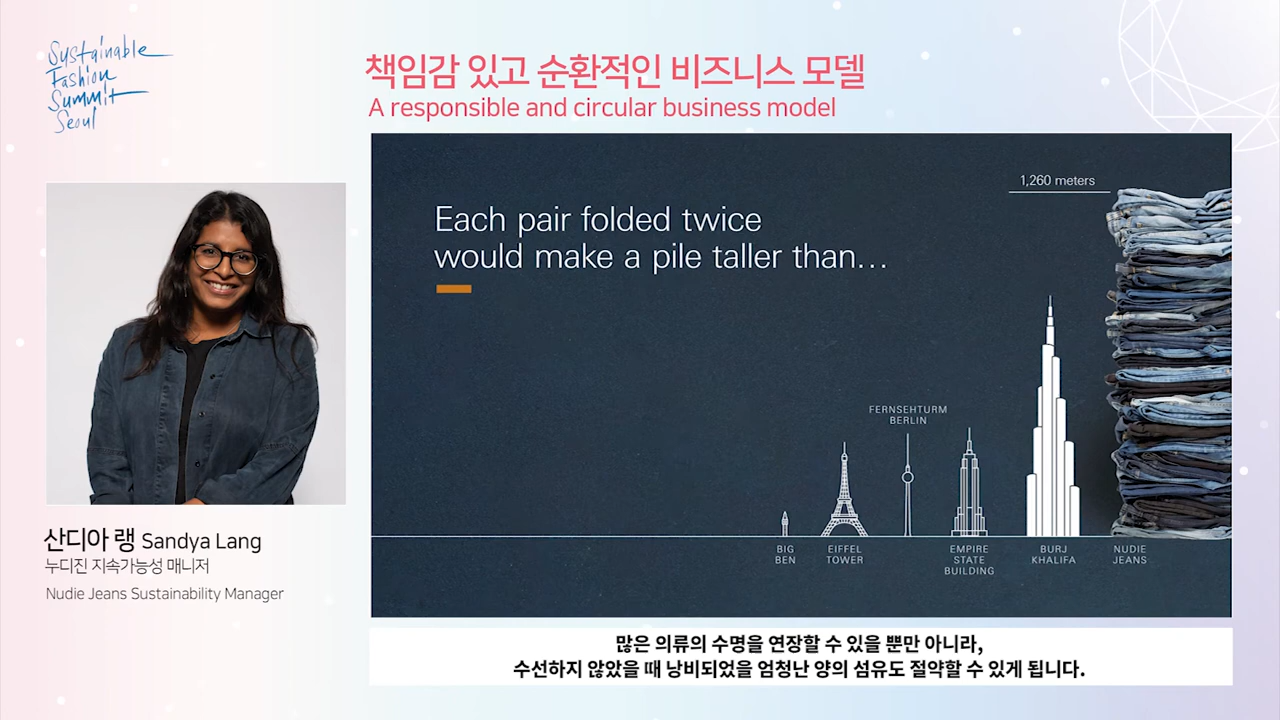 Sustainable
Fashion
Summit
Seoul
책임감 있고 순환적인 비즈니스 모델
A responsible and circular business model
1,260 meters
Each pair folded twice
would make a pile taller than...
FERNSEHTURM
BERLIN
BIG
BEN
EIFFEL
TOWER
EMPIRE
STATE
BUILDING
BURJ
KHALIFA
NUDIE
JEANS
산디아 랭 Sandya Lang
누디진 지속가능성 매니저
Nudie Jeans Sustainability Manager
많은 의류의 수명을 연장할 수 있을 뿐만 아니라,
수선하지 않았을 때 낭비되었을 엄청난 양의 섬유도 절약할 수 있게 됩니다.